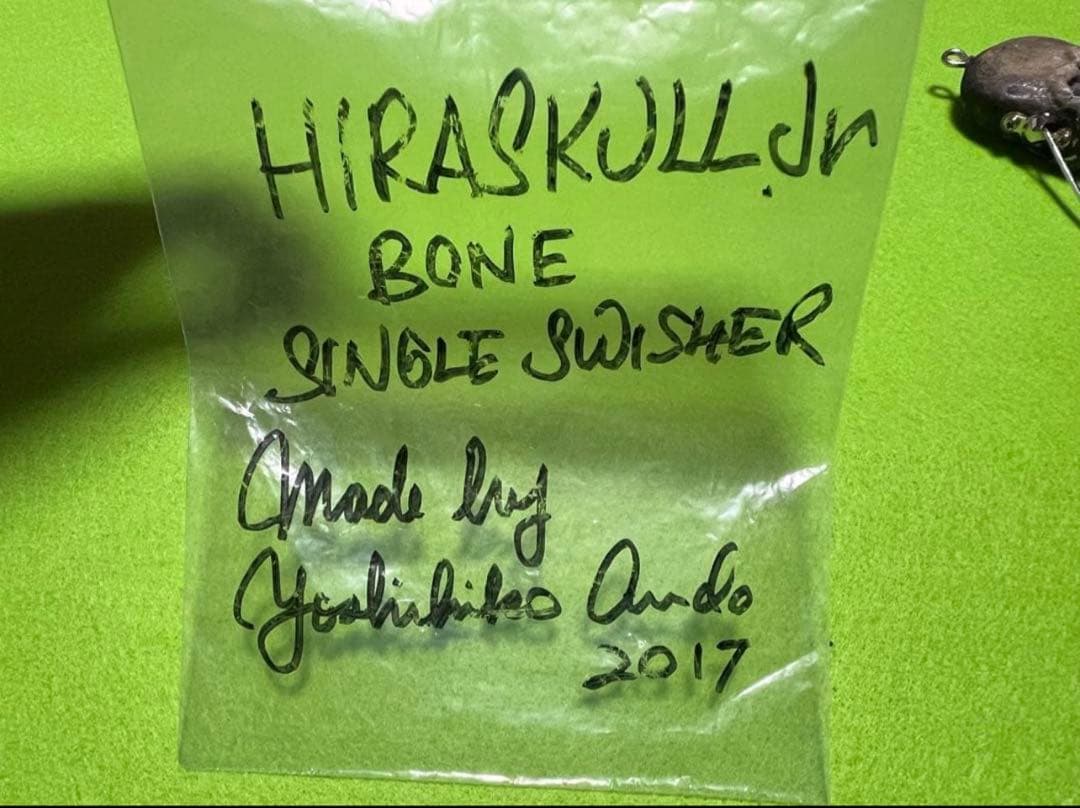 HIRASKULL.Jr
BONE
SINGLE SWISHER
Made by
Yoshihiko Ando
2017